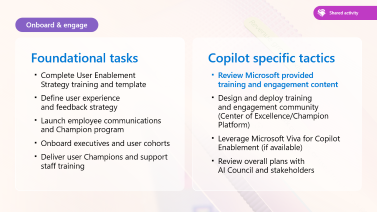 Shared activity
Onboard & engage
Foundational tasks
• Complete User Enablement
Strategy training and template
• Define user experience
and feedback strategy
• Launch employee communications
and Champion program
• Onboard executives and user cohorts
• Deliver user Champions and support
staff training
Copilot specific tactics
• Review Microsoft provided
training and engagement content
• Design and deploy training
and engagement community
(Center of Excellence/Champion
Platform)
• Leverage Microsoft Viva for Copilot
Enablement (if available)
• Review overall plans with
AI Council and stakeholders